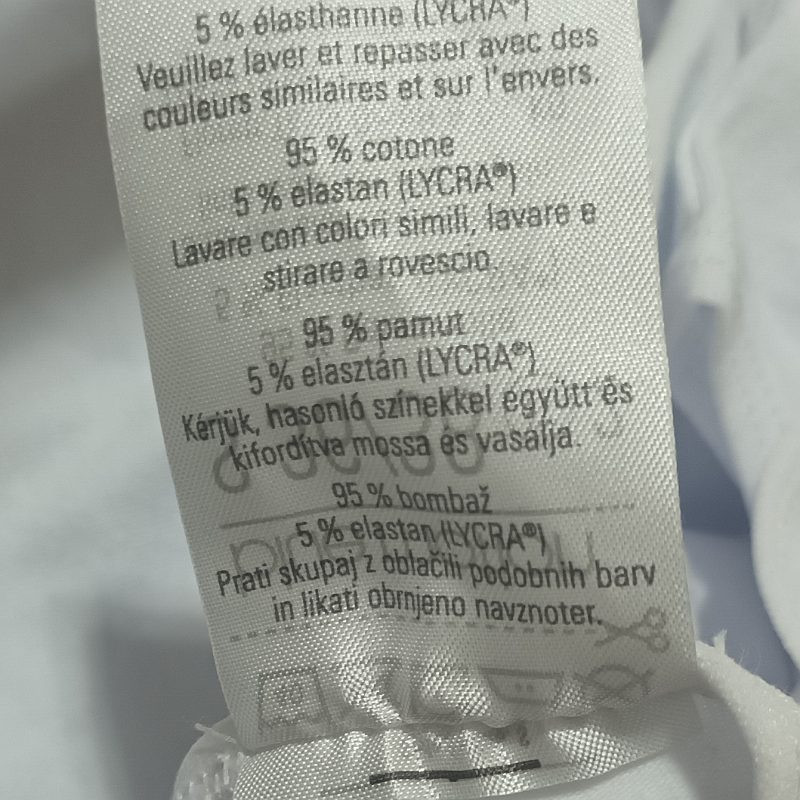 5 % élasthanne (LYCRA®)
Veuillez laver et repasser avec des
couleurs similaires et sur l'envers.
95 % cotone
5 % elastan (LYCRA®)
Lavare con colori simili, lavare e
stirare a rovescio.
95 % pamut
5 % elasztán (LYCRA®)
Kérjük, hasonló színekkel együtt és
kifordítva mossa és vasalja.
95 % bombaž
5 % elastan (LYCRA®)
Prati skupaj z oblačili podobnih barv
in likati obrnjeno navznoter.